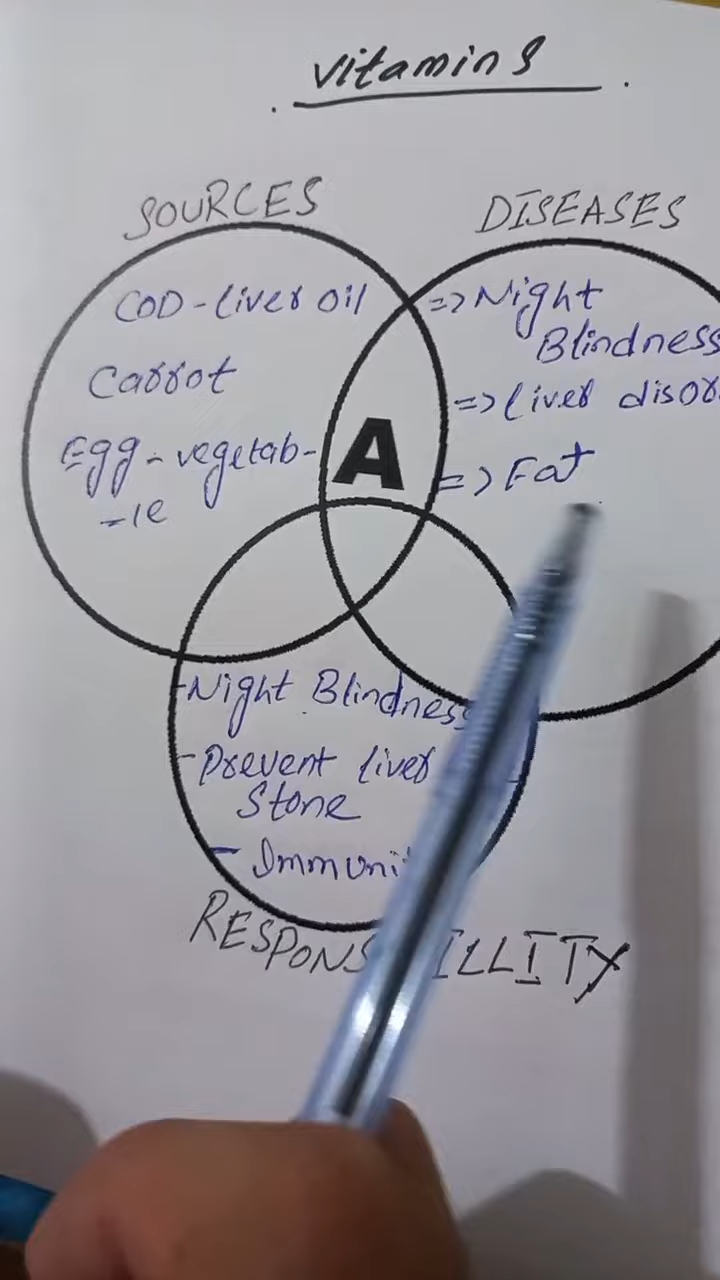 vitamins
SOURCES
DISEASES
COD-liver oil
Carrot
Egg-vegetab-
-le
A
=> Night
Blindness
=> liver
=> Fat
-Night Blindness
-Prevent liver
Stone
-
RESPONS ILLITY